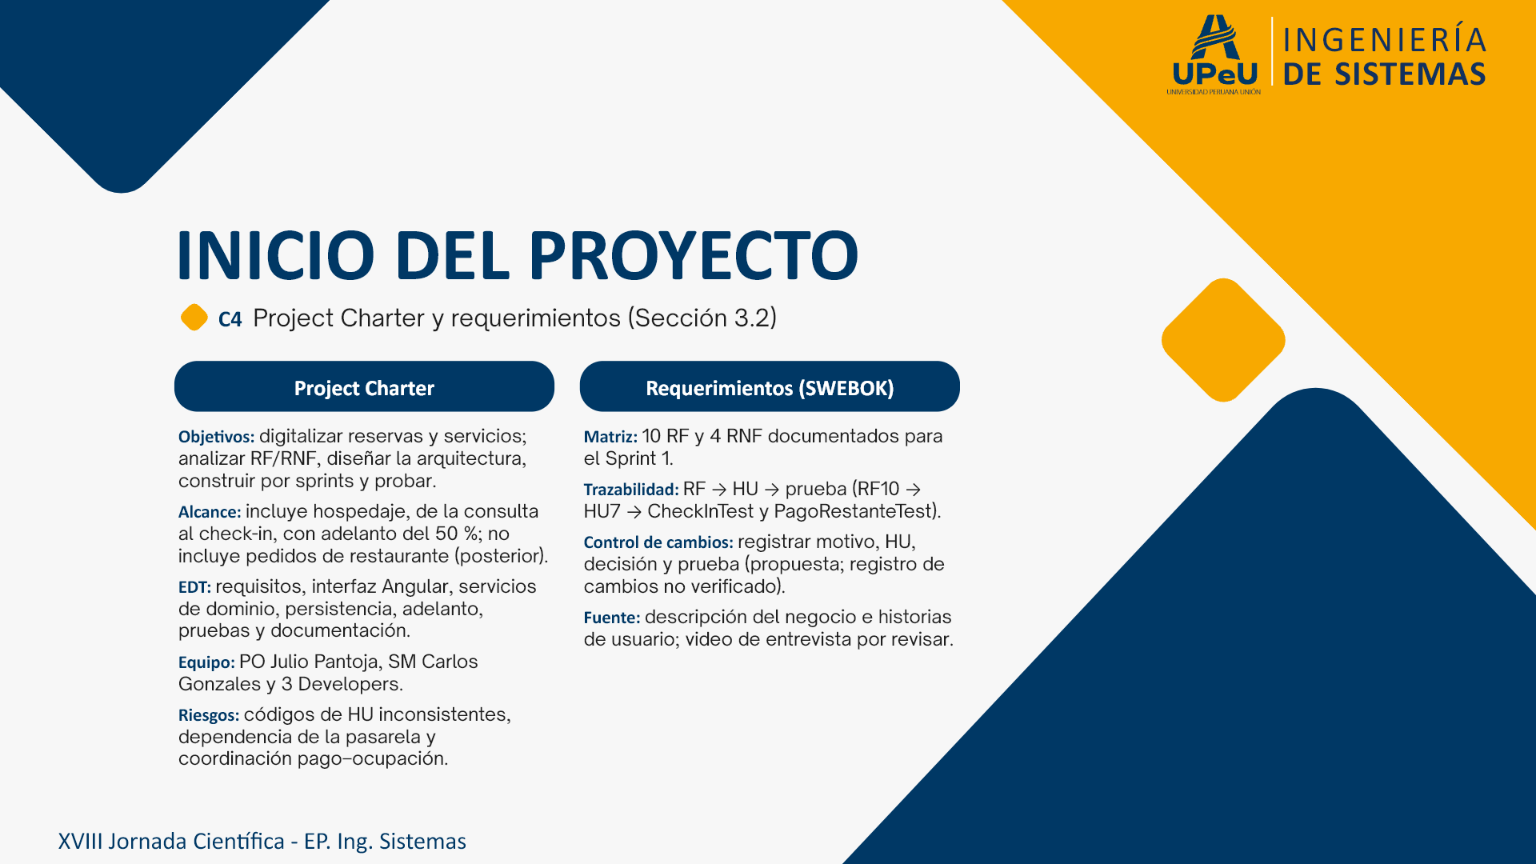 UPeU
UNIVERSIDAD PERUANA UNIÓN
INGENIERÍA
DE SISTEMAS
INICIO DEL PROYECTO
C4 Project Charter y requerimientos (Sección 3.2)
Project Charter
Objetivos: digitalizar reservas y servicios;
analizar RF/RNF, diseñar la arquitectura,
construir por sprints y probar.
Alcance: incluye hospedaje, de la consulta
al check-in, con adelanto del 50 %; no
incluye pedidos de restaurante (posterior).
EDT: requisitos, interfaz Angular, servicios
de dominio, persistencia, adelanto,
pruebas y documentación.
Equipo: PO Julio Pantoja, SM Carlos
Gonzales y 3 Developers.
Riesgos: códigos de HU inconsistentes,
dependencia de la pasarela y
coordinación pago–ocupación.
Requerimientos (SWEBOK)
Matriz: 10 RF y 4 RNF documentados para
el Sprint 1.
Trazabilidad: RF → HU → prueba (RF10 →
HU7 → CheckInTest y PagoRestanteTest).
Control de cambios: registrar motivo, HU,
decisión y prueba (propuesta; registro de
cambios no verificado).
Fuente: descripción del negocio e historias
de usuario; video de entrevista por revisar.
XVIII Jornada Científica - EP. Ing. Sistemas